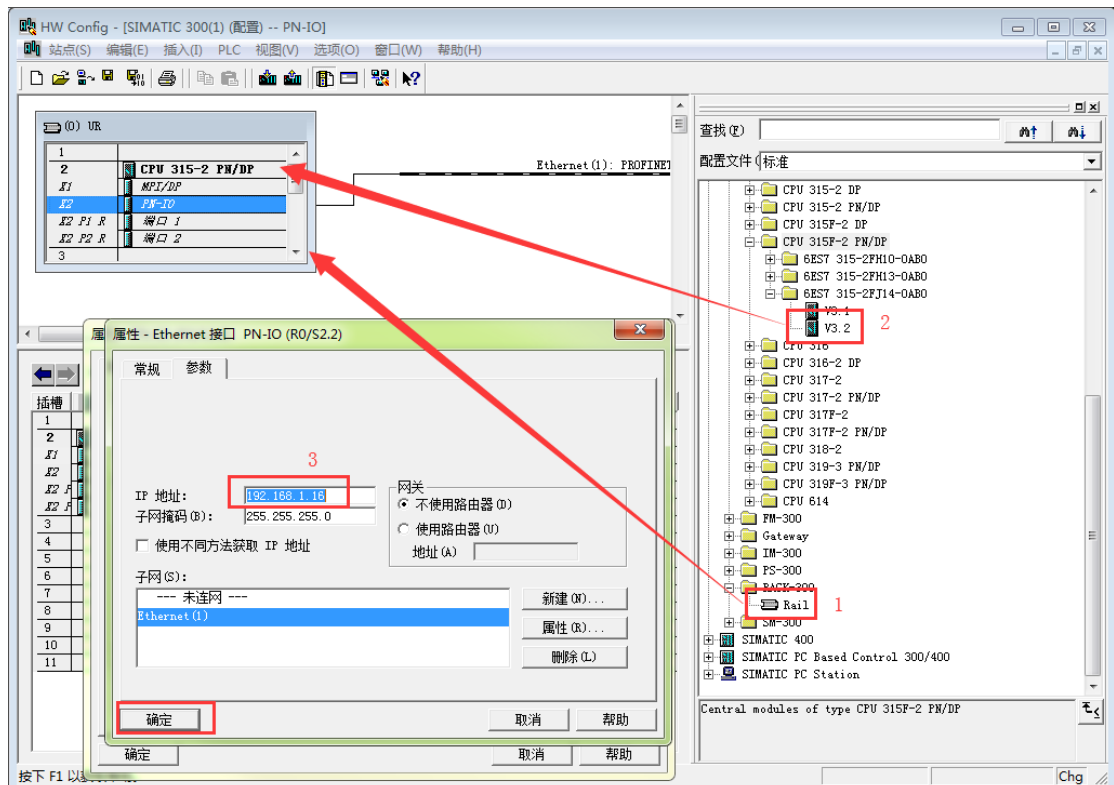 HW Config - [SIMATIC 300(1) (配置) -- PN-IO]
站点(S) 编辑(E) 插入(I) PLC 视图(V) 选项(O) 窗口(W) 帮助(H)
(0) UR
1
2 CPU 315-2 PN/DP
X1 MPI/DP
X2 PN-IO
X2 P1 R 端口 1
X2 P2 R 端口 2
3
Ethernet(1): PROFINET
查找(F)
配置文件(
标准
CPU 315-2 DP
CPU 315-2 PN/DP
CPU 315F-2 DP
CPU 315F-2 PN/DP
6ES7 315-2FH10-0AB0
6ES7 315-2FH13-0AB0
6ES7 315-2FJ14-0AB0
V3.1
V3.2
2
CPU 316
CPU 316-2 DP
CPU 317-2
CPU 317-2 PN/DP
CPU 317F-2
CPU 317F-2 PN/DP
CPU 318-2
CPU 319-3 PN/DP
CPU 319F-3 PN/DP
CPU 614
FM-300
Gateway
IM-300
PS-300
RACK-300
Rail
1
SM-300
SIMATIC 400
SIMATIC PC Based Control 300/400
SIMATIC PC Station
Central modules of type CPU 315F-2 PN/DP
插槽
1
2
X1
X2
X2 P
X2 P
3
4
5
6
7
8
9
10
11
属
属性 - Ethernet 接口 PN-IO (R0/S2.2)
常规 参数
3
IP 地址: 192.168.1.16
子网掩码(B): 255.255.255.0
使用不同方法获取 IP 地址
网关
不使用路由器(D)
使用路由器(U)
地址(A)
子网(S):
--- 未连网 ---
Ethernet(1)
新建(N)...
属性(R)...
删除(L)
确定 取消 帮助
确定 取消 帮助
按下 F1 以
Chg